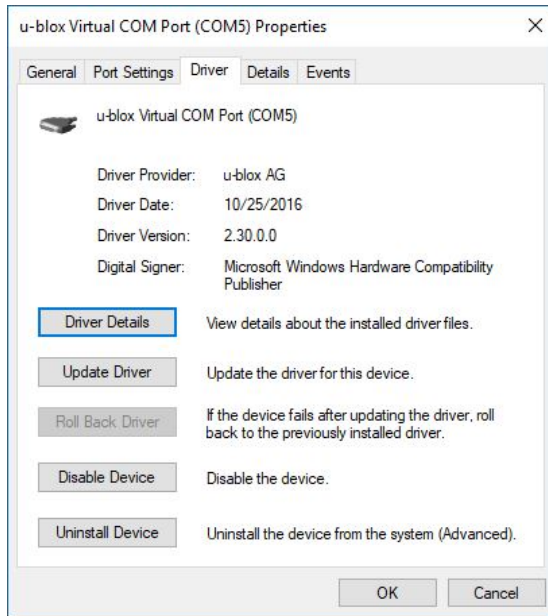 u-blox Virtual COM Port (COM5) Properties
General Port Settings Driver Details Events
u-blox Virtual COM Port (COM5)
Driver Provider: u-blox AG
Driver Date: 10/25/2016
Driver Version: 2.30.0.0
Digital Signer: Microsoft Windows Hardware Compatibility
Publisher
Driver Details View details about the installed driver files.
Update Driver Update the driver for this device.
Roll Back Driver If the device fails after updating the driver, roll
back to the previously installed driver.
Disable Device Disable the device.
Uninstall Device Uninstall the device from the system (Advanced).
OK Cancel